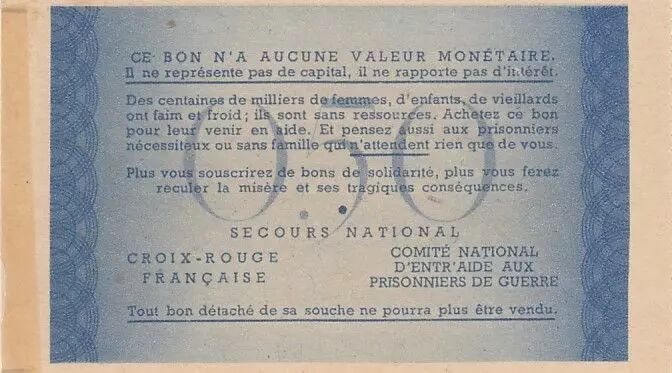 CE BON N'A AUCUNE VALEUR MONÉTAIRE.
Il ne représente pas de capital, il ne rapporte pas d'intérêt.
Des centaines de milliers de femmes, d'enfants, de vieillards
ont faim et froid; ils sont sans ressources. Achetez ce bon
pour leur venir en aide. Et pensez aussi aux prisonniers
nécessiteux ou sans famille qui n'attendent rien que de vous.
Plus vous souscrirez de bons de solidarité, plus vous ferez
reculer la misère et ses tragiques conséquences.
0.50
SECOURS NATIONAL
CROIX-ROUGE
FRANÇAISE
COMITÉ NATIONAL
D'ENTR'AIDE AUX
PRISONNIERS DE GUERRE
Tout bon détaché de sa souche ne pourra plus être vendu.